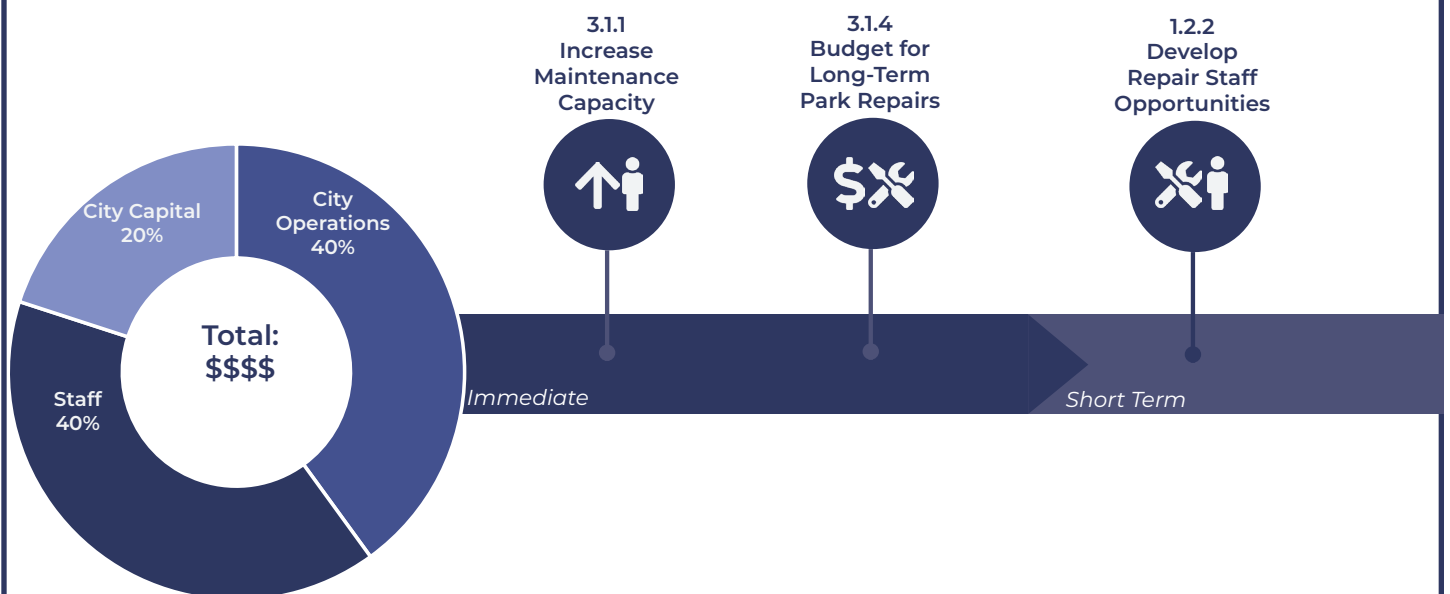 3.1.1
Increase
Maintenance
Capacity
3.1.4
Budget for
Long-Term
Park Repairs
1.2.2
Develop
Repair Staff
Opportunities
$
City Capital
20%
City
Operations
40%
Total:
$$$$
Staff
40%
Immediate
Short Term